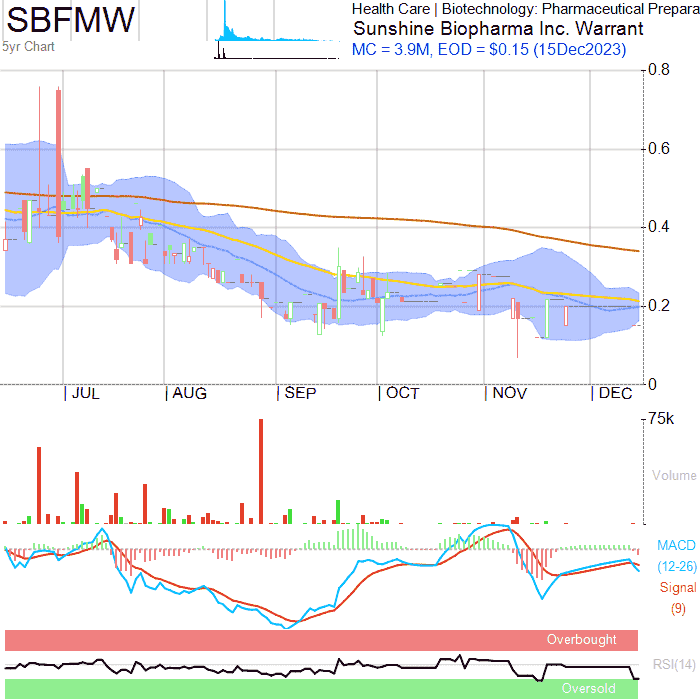 SBFMW
5yr Chart
Health Care | Biotechnology: Pharmaceutical Prepara
Sunshine Biopharma Inc. Warrant
MC = 3.9M, EOD = $0.15 (15Dec2023)
0.8
0.6
0.4
0.2
0
JUL AUG SEP OCT NOV DEC
75k
Volume
MACD
(12-26)
Signal
(9)
Overbought
RSI(14)
Oversold